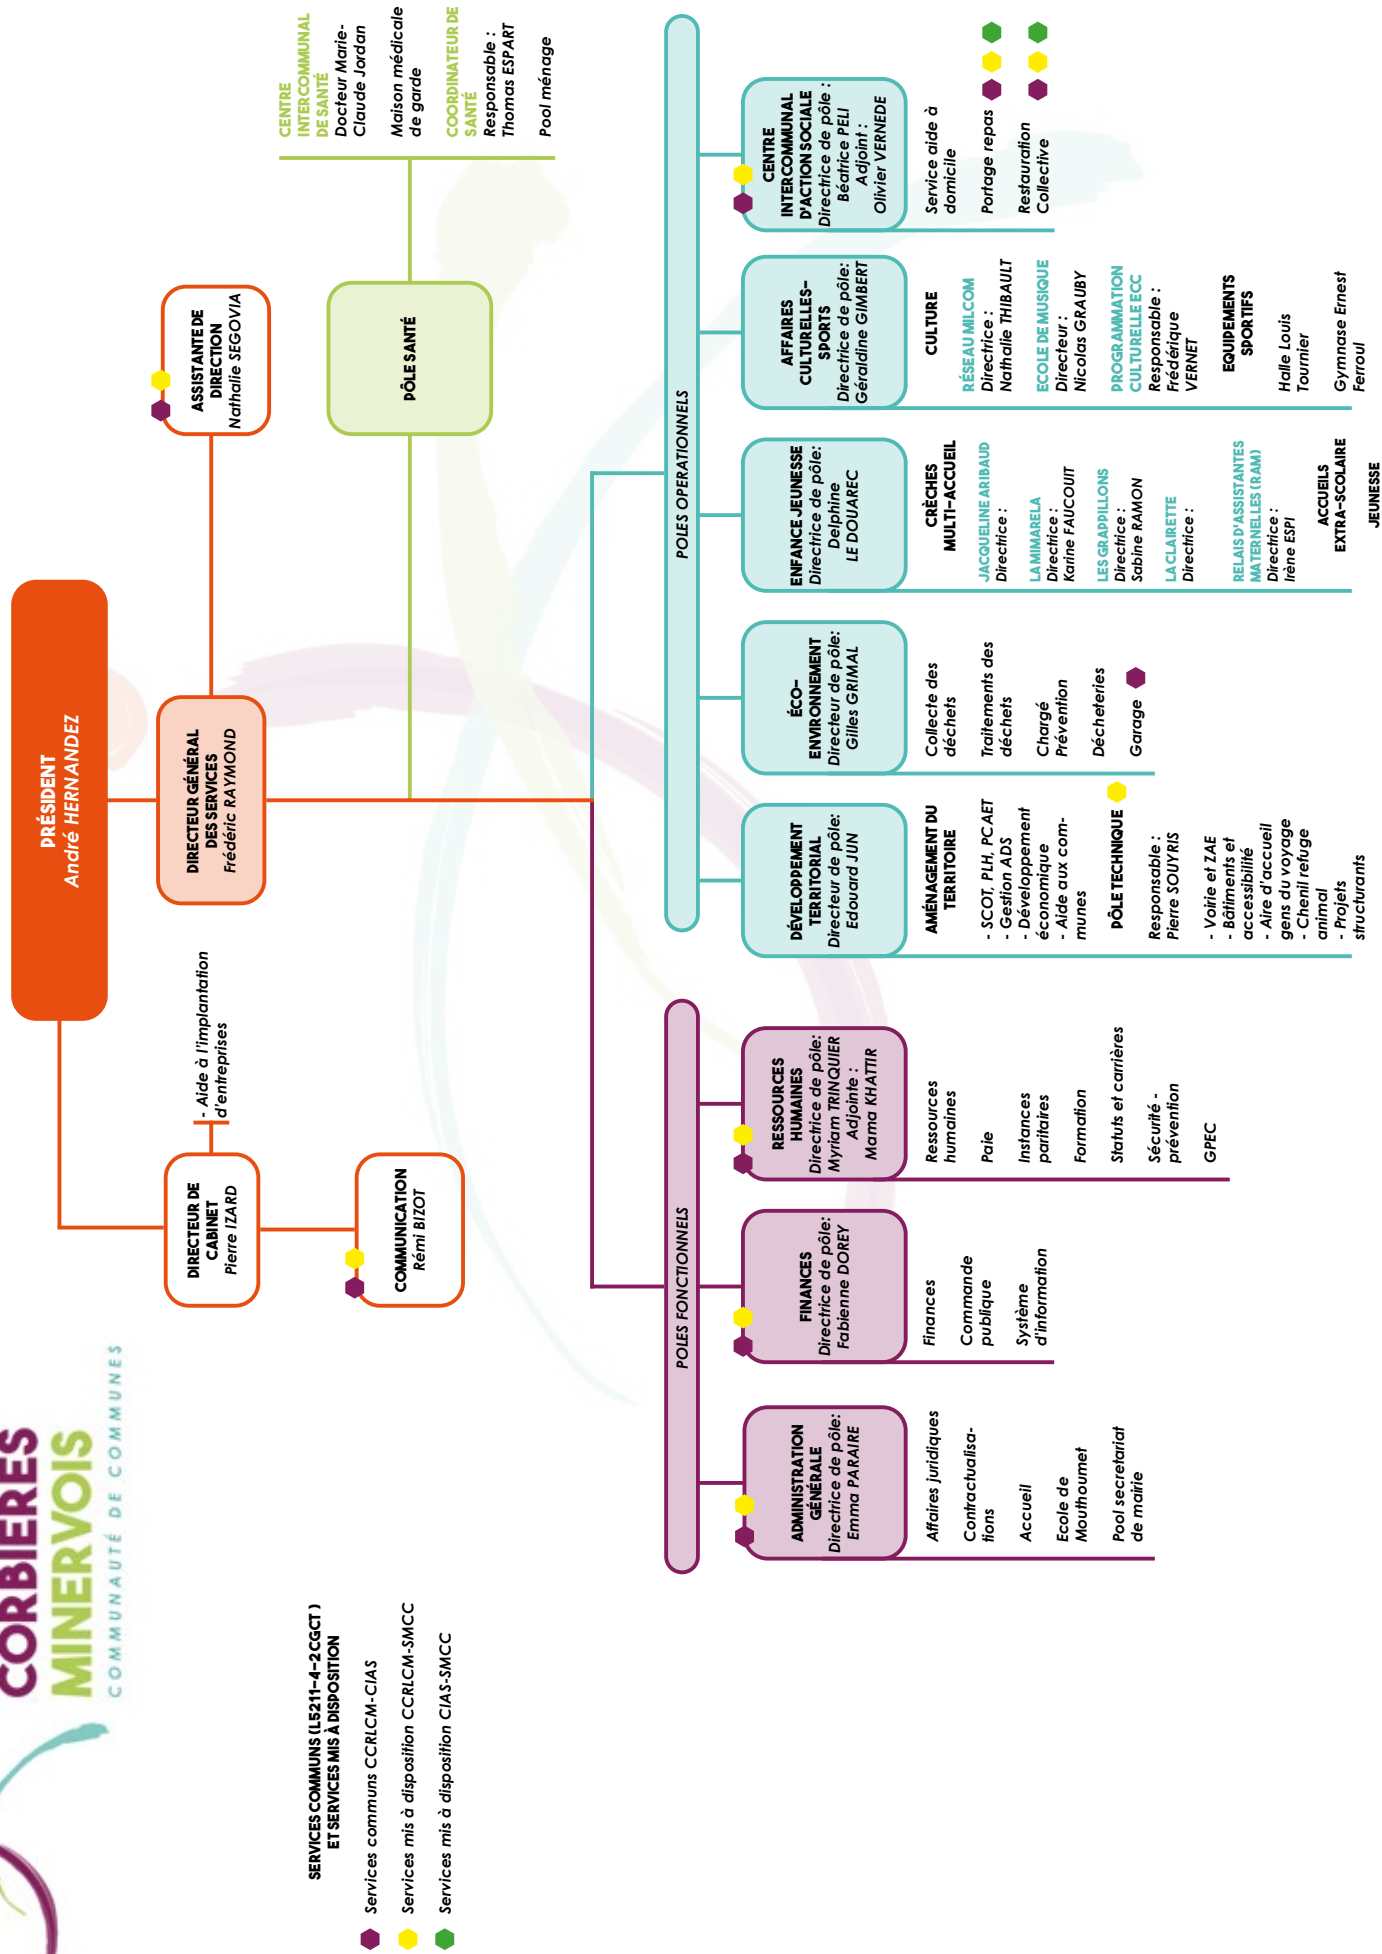 CORBIÈRES
MINERVOIS
COMMUNAUTÉ DE COMMUNES
PRÉSIDENT
André HERNANDEZ
DIRECTEUR DE
CABINET
Pierre IZARD
- Aide à l'implantation
d'entreprises
COMMUNICATION
Rémi BIZOT
DIRECTEUR GÉNÉRAL
DES SERVICES
Frédéric RAYMOND
ASSISTANTE DE
DIRECTION
Nathalie SEGOVIA
PÔLE SANTÉ
CENTRE
INTERCOMMUNAL
DE SANTÉ
Docteur Marie-
Claude Jordan
Maison médicale
de garde
COORDINATEUR DE
SANTÉ
Responsable :
Thomas ESPART
Pool ménage
SERVICES COMMUNS (L5211-4-2CGCT )
ET SERVICES MIS À DISPOSITION
Services communs CCRLCM-CIAS
Services mis à disposition CCRLCM-SMCC
Services mis à disposition CIAS-SMCC
POLES FONCTIONNELS
ADMINISTRATION
GÉNÉRALE
Directrice de pôle:
Emma PARAIRE
Affaires juridiques
Contractualisa-
tions
Accueil
Ecole de
Mouthoumet
Pool secretariat
de mairie
FINANCES
Directrice de pôle:
Fabienne DOREY
Finances
Commande
publique
Système
d'information
RESSOURCES
HUMAINES
Directrice de pôle:
Myriam TRINQUIER
Adjointe :
Mama KHATTIR
Ressources
humaines
Paie
Instances
paritaires
Formation
Statuts et carrières
Sécurité -
prévention
GPEC
POLES OPERATIONNELS
DÉVELOPPEMENT
TERRITORIAL
Directeur de pôle:
Edouard JUN
AMÉNAGEMENT DU
TERRITOIRE
- SCOT, PLH, PCAET
- Gestion ADS
- Développement
économique
- Aide aux com-
munes
PÔLE TECHNIQUE
Responsable :
Pierre SOUYRIS
- Voirie et ZAE
- Bâtiments et
accessibilité
- Aire d'accueil
gens du voyage
- Chenil refuge
animal
- Projets
structurants
ÉCO-
ENVIRONNEMENT
Directeur de pôle:
Gilles GRIMAL
Collecte des
déchets
Traitements des
déchets
Chargé
Prévention
Décheteries
Garage
ENFANCE JEUNESSE
Directrice de pôle:
Delphine
LE DOUAREC
CRÈCHES
MULTI-ACCUEIL
JACQUELINE ARIBAUD
Directrice :
LA MIMARELA
Directrice :
Karine FAUCOUIT
LES GRAPPILLONS
Directrice :
Sabine RAMON
LA CLAIRETTE
Directrice :
RELAIS D'ASSISTANTES
MATERNELLES (RAM)
Directrice :
Irène ESPI
ACCUEILS
EXTRA-SCOLAIRE
JEUNESSE
AFFAIRES
CULTURELLES-
SPORTS
Directrice de pôle:
Géraldine GIMBERT
CULTURE
RÉSEAU MILCOM
Directrice :
Nathalie THIBAULT
ECOLE DE MUSIQUE
Directeur :
Nicolas GRAUBY
PROGRAMMATION
CULTURELLE ECC
Responsable :
Frédérique
VERNET
EQUIPEMENTS
SPORTIFS
Halle Louis
Tournier
Gymnase Ernest
Ferroul
CENTRE
INTERCOMMUNAL
D'ACTION SOCIALE
Directrice de pôle :
Béatrice PELI
Adjoint :
Olivier VERNEDE
Service aide à
domicile
Portage repas
Restauration
Collective